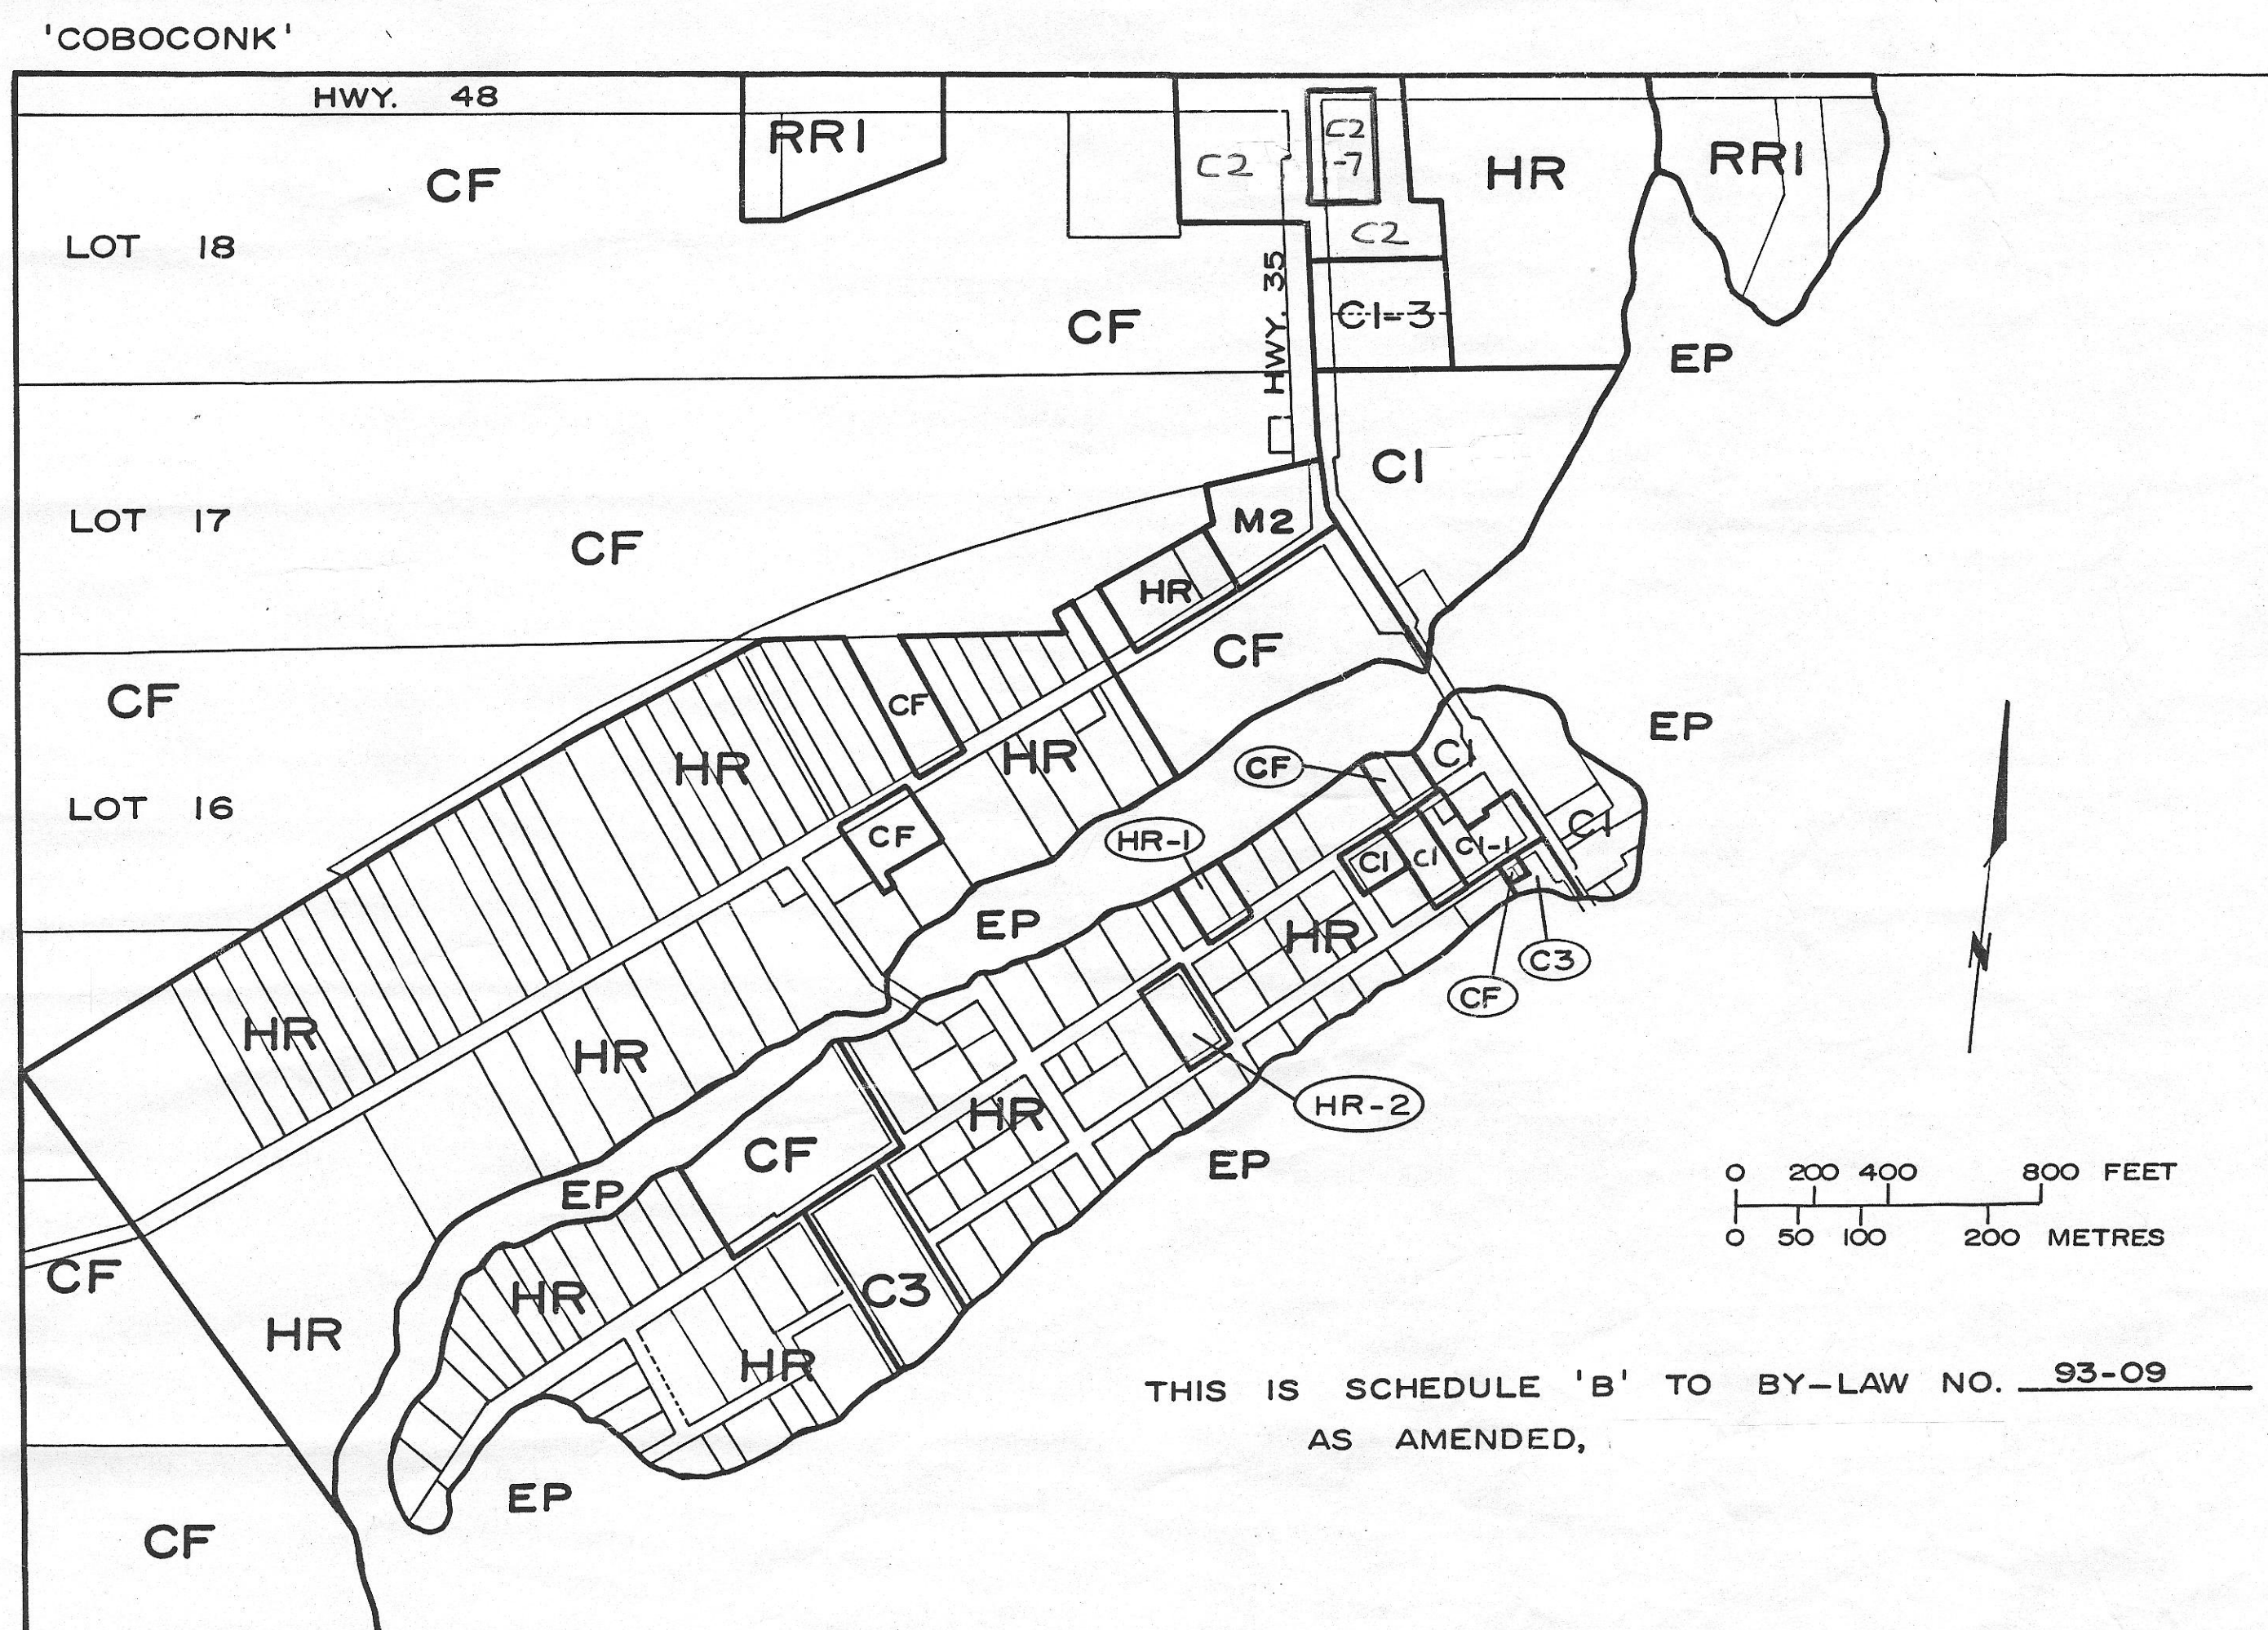 'COBOCONK'
HWY. 48
RR1
C2
C2
-7
HR
RR1
CF
LOT 18
C2
HWY. 35
CF
C1-3
EP
C1
LOT 17
CF
M2
HR
CF
CF
CF
EP
HR
HR
CF
C1
LOT 16
CF
HR-1
C1
C1
C1
C1-1
EP
HR
C3
CF
HR
HR
HR-2
HR
CF
EP
EP
0 200 400 800 FEET
0 50 100 200 METRES
CF
HR
C3
HR
HR
THIS IS SCHEDULE 'B' TO BY-LAW NO. 93-09
AS AMENDED,
EP
CF
N